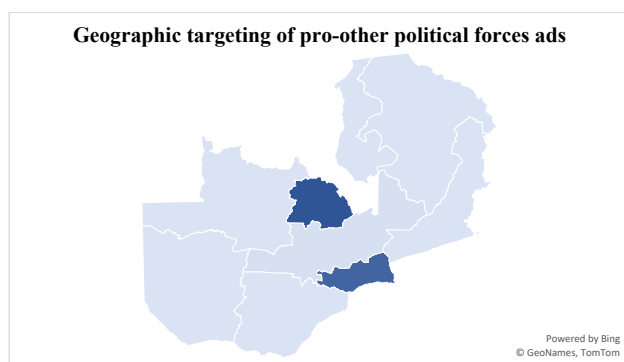 Geographic targeting of pro-other political forces ads
Powered by Bing
© GeoNames, TomTom